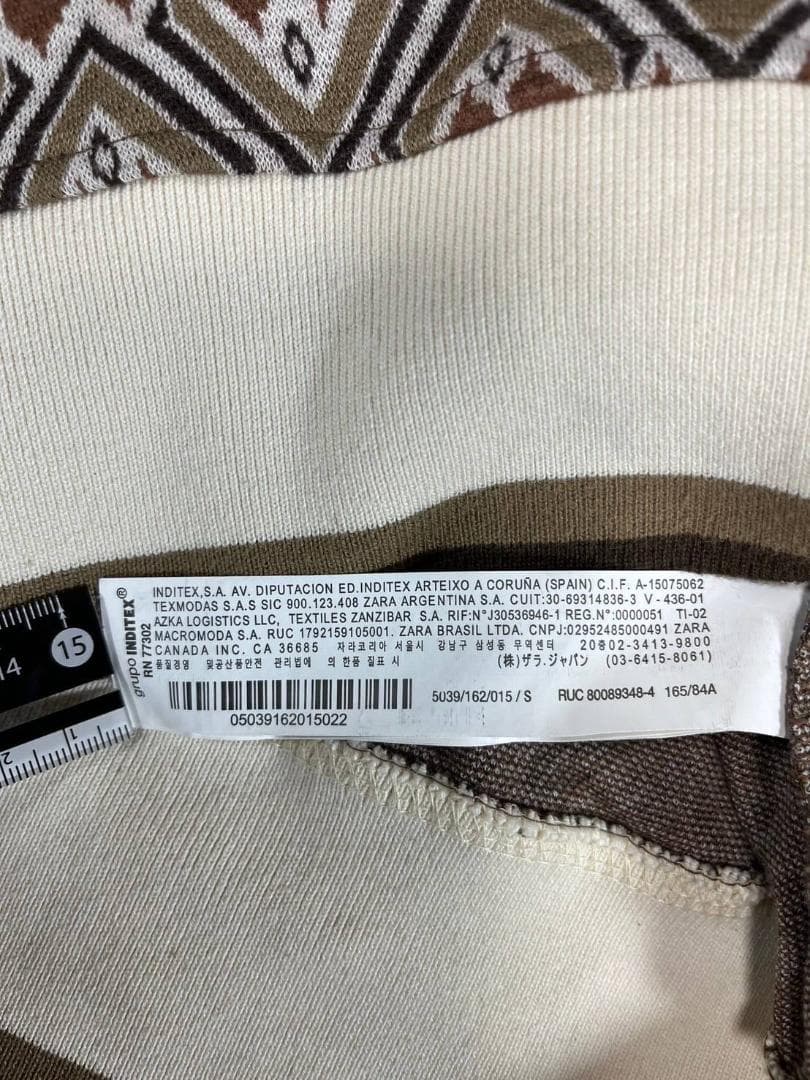 grupo INDITEX®
RN 77302
INDITEX,S.A. AV. DIPUTACION ED.INDITEX ARTEIXO A CORUÑA (SPAIN) C.I.F. A-15075062
TEXMODAS S.A.S SIC 900.123.408 ZARA ARGENTINA S.A. CUIT:30-69314836-3 V - 436-01
AZKA LOGISTICS LLC, TEXTILES ZANZIBAR S.A. RIF:N°J30536946-1 REG.N°:0000051 TI-02
MACROMODA S.A. RUC 1792159105001. ZARA BRASIL LTDA. CNPJ:02952485000491 ZARA
CANADA INC. CA 36685 자라코리아 서울시 강남구 삼성동 무역센터 20층02-3413-9800
품질경영 및공산품안전 관리법에 의한 품질표시 (株)ザラ.ジャパン (03-6415-8061)
05039162015022
5039/162/015 / S
RUC 80089348-4 165/84A
14
15
2
1